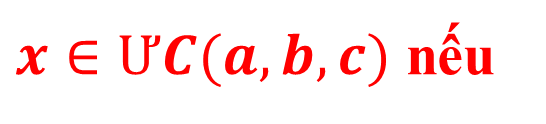 x ∈ ƯC(a, b, c) nếu